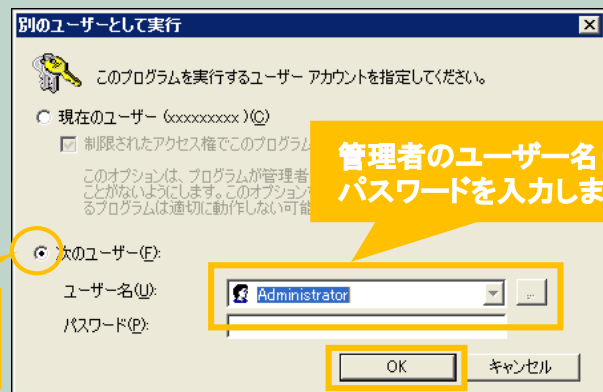 別のユーザーとして実行
このプログラムを実行するユーザー アカウントを指定してください。
現在のユーザー (xxxxxxxxx )(C)
制限されたアクセス権でこのプログラム
このオプションは、プログラムが管理者
ことがないようにします。このオプション
るプログラムは適切に動作しない可能
管理者のユーザー名
パスワードを入力しま
次のユーザー(F):
ユーザー名(U):
Administrator
...
パスワード(P):
OK
キャンセル